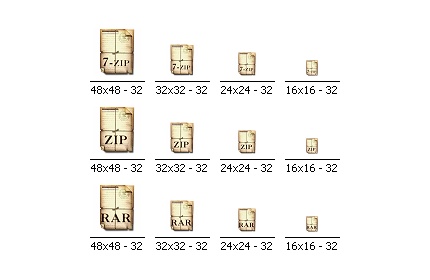 7-ZIP 7-ZIP 7-ZIP ZIP
48x48 - 32 32x32 - 32 24x24 - 32 16x16 - 32
ZIP ZIP ZIP ZIP
48x48 - 32 32x32 - 32 24x24 - 32 16x16 - 32
RAR RAR RAR RAR
48x48 - 32 32x32 - 32 24x24 - 32 16x16 - 32